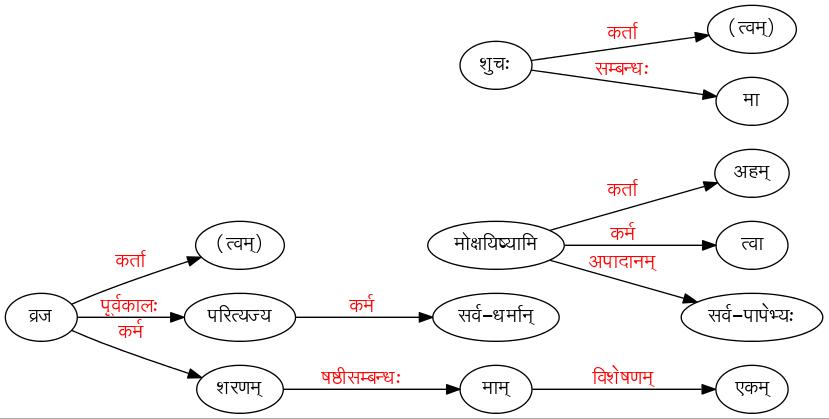 कर्ता
(त्वम्)
शुचः
सम्बन्धः
मा
कर्ता
अहम्
मोक्षयिष्यामि
कर्म
त्वा
अपादानम्
सर्व-पापेभ्यः
कर्ता
(त्वम्)
व्रज
पूर्वकालः
परित्यज्य
कर्म
सर्व-धर्मान्
कर्म
शरणम्
षष्ठीसम्बन्धः
माम्
विशेषणम्
एकम्